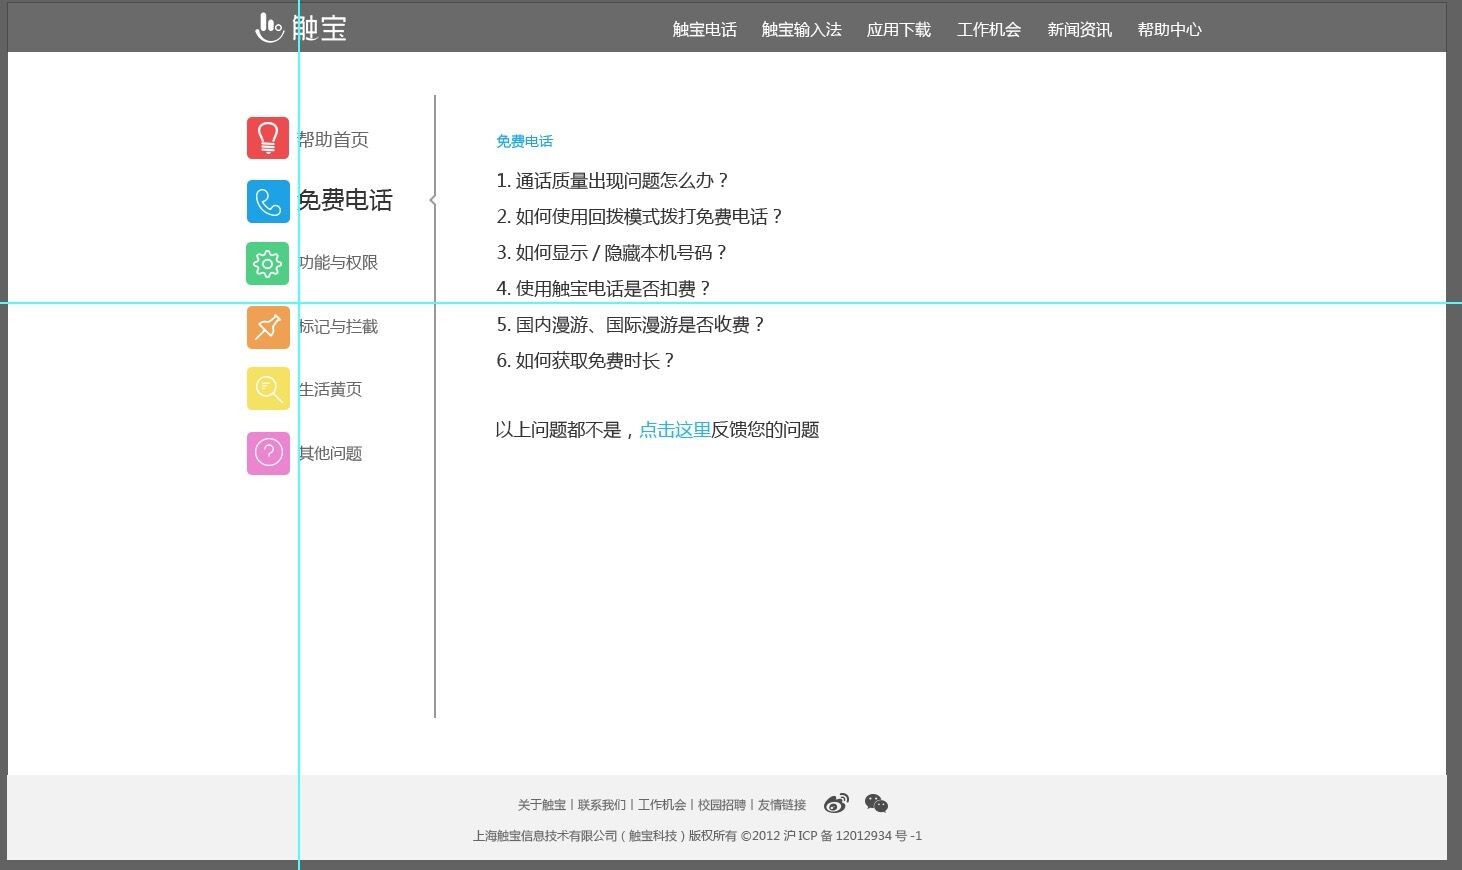 触宝
触宝电话 触宝输入法 应用下载 工作机会 新闻资讯 帮助中心
帮助首页
免费电话
功能与权限
标记与拦截
生活黄页
其他问题
免费电话
1. 通话质量出现问题怎么办？
2. 如何使用回拨模式拨打免费电话？
3. 如何显示 / 隐藏本机号码？
4. 使用触宝电话是否扣费？
5. 国内漫游、国际漫游是否收费？
6. 如何获取免费时长？
以上问题都不是，点击这里反馈您的问题
关于触宝丨联系我们丨工作机会丨校园招聘丨友情链接
上海触宝信息技术有限公司（触宝科技）版权所有 ©2012 沪 ICP 备 12012934 号 -1